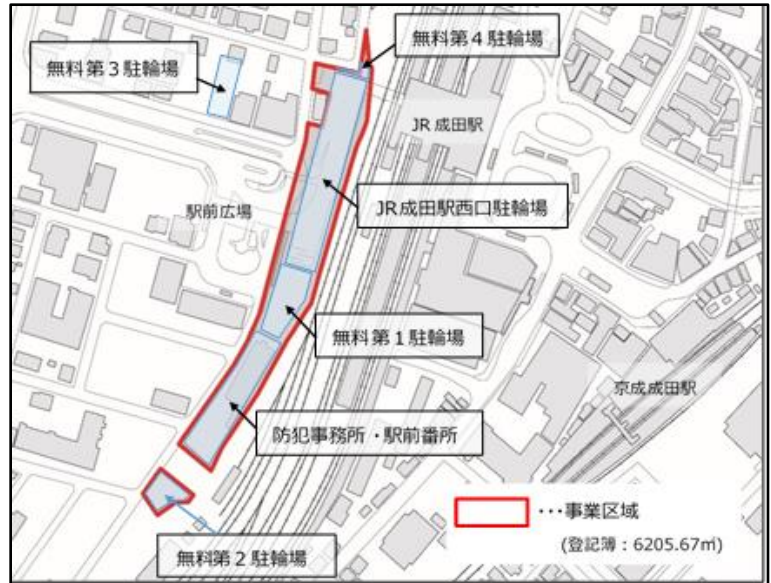 無料第４駐輪場
無料第３駐輪場
JR 成田駅
JR成田駅西口駐輪場
駅前広場
無料第１駐輪場
京成成田駅
防犯事務所・駅前番所
・・・事業区域
(登記簿：6205.67㎡)
無料第２駐輪場